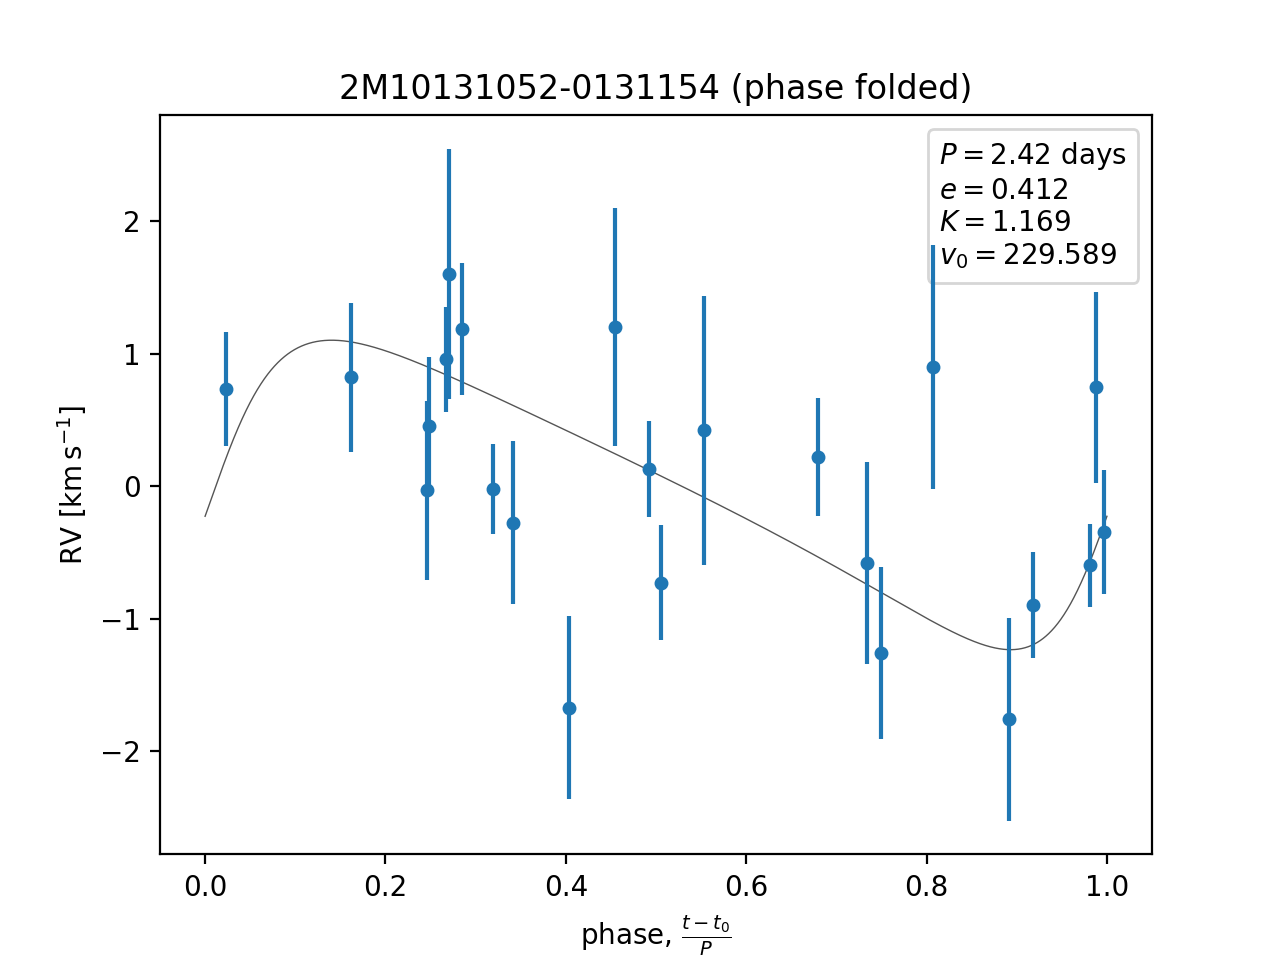 2M10131052-0131154 (phase folded)
P = 2.42 days
e = 0.412
K = 1.169
v₀ = 229.589
RV [km s⁻¹]
2
1
0
−1
−2
0.0 0.2 0.4 0.6 0.8 1.0
phase, (t − t₀)/P